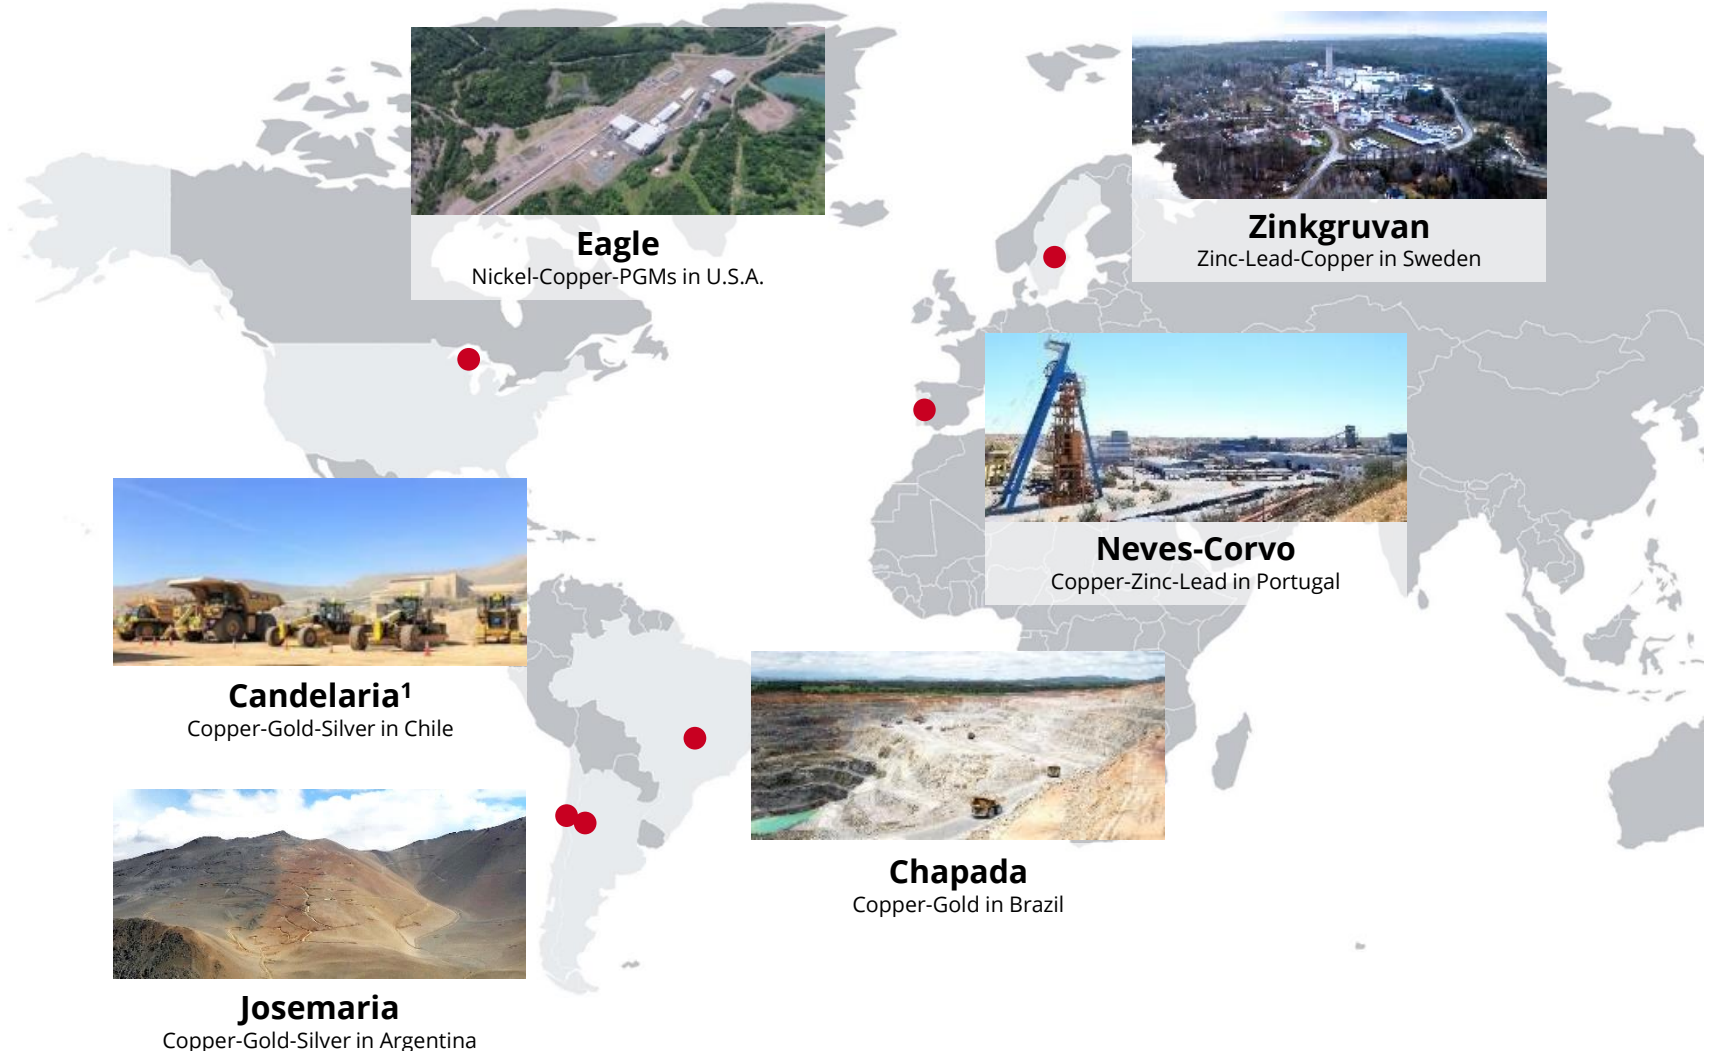 Eagle
Nickel-Copper-PGMs in U.S.A.
Zinkgruvan
Zinc-Lead-Copper in Sweden
Neves-Corvo
Copper-Zinc-Lead in Portugal
Candelaria¹
Copper-Gold-Silver in Chile
Chapada
Copper-Gold in Brazil
Josemaria
Copper-Gold-Silver in Argentina